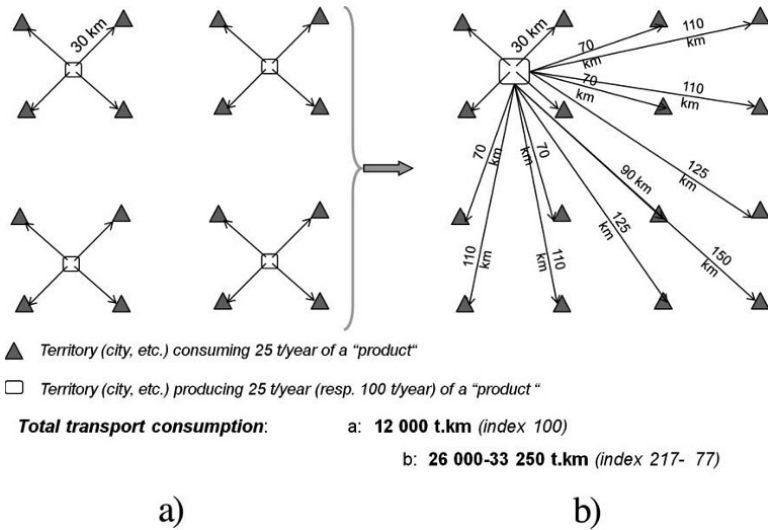 30 km
30 km
70
km
110
km
70
km
110
km
70
km
70
km
125
km
90 km
110
km
110
km
125
km
150
km
Territory (city, etc.) consuming 25 t/year of a “product“
Territory (city, etc.) producing 25 t/year (resp. 100 t/year) of a “product “
Total transport consumption: a: 12 000 t.km (index 100)
b: 26 000-33 250 t.km (index 217- 77)
a) b)